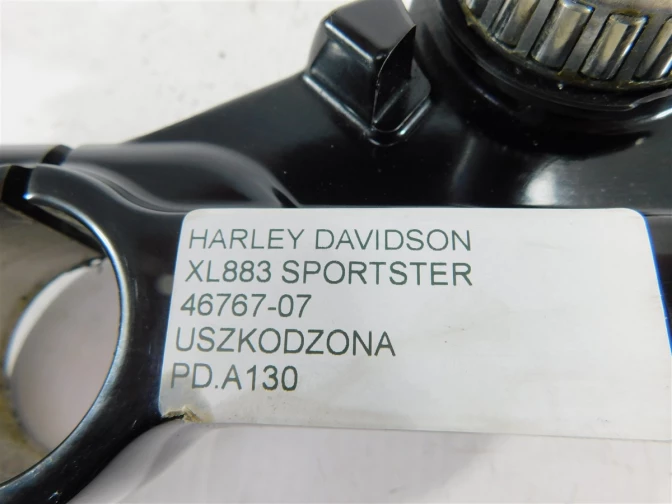 HARLEY DAVIDSON
XL883 SPORTSTER
46767-07
USZKODZONA
PD.A130